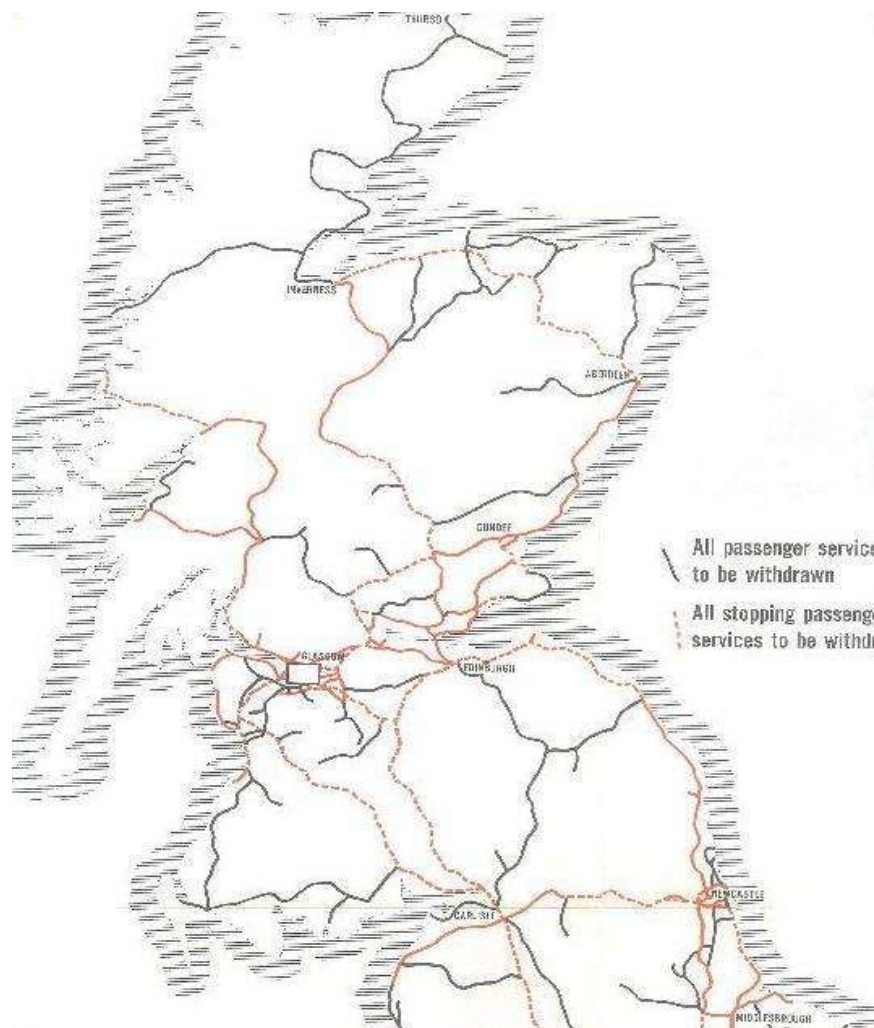 THURSO
INVERNESS
ABERDEEN
DUNDEE
All passenger service
to be withdrawn
All stopping passenge
services to be withdr
GLASGOW
EDINBURGH
NEWCASTLE
CARLISLE
MIDDLESBROUGH